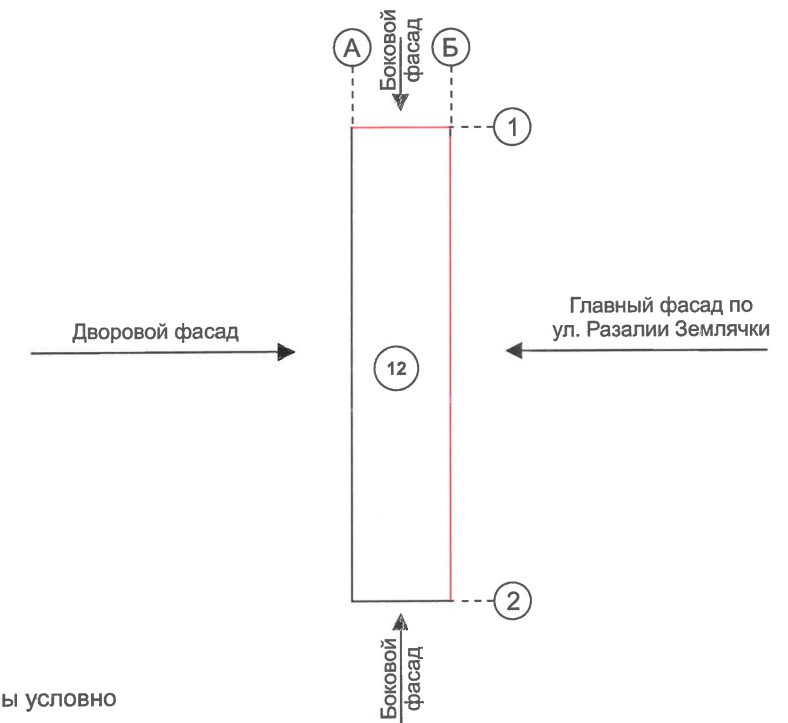 А
Боковой
фасад
Б
1
Главный фасад по
ул. Разалии Землячки
Дворовой фасад
12
2
Боковой
фасад
ы условно